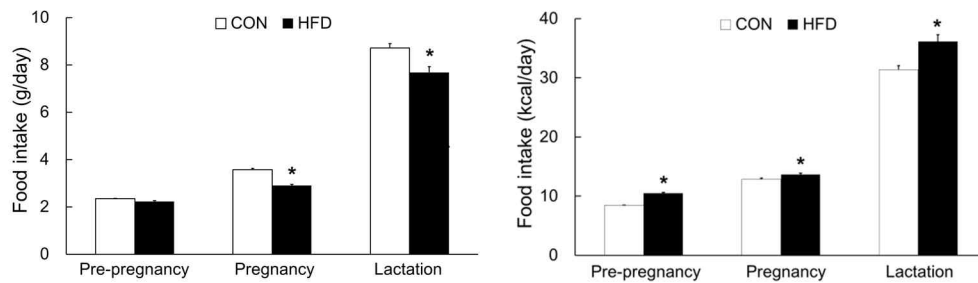 CON HFD
Food intake (g/day)
10
8
6
4
2
0
*
*
Pre-pregnancy Pregnancy Lactation
CON HFD
Food intake (kcal/day)
40
30
20
10
0
*
*
*
Pre-pregnancy Pregnancy Lactation